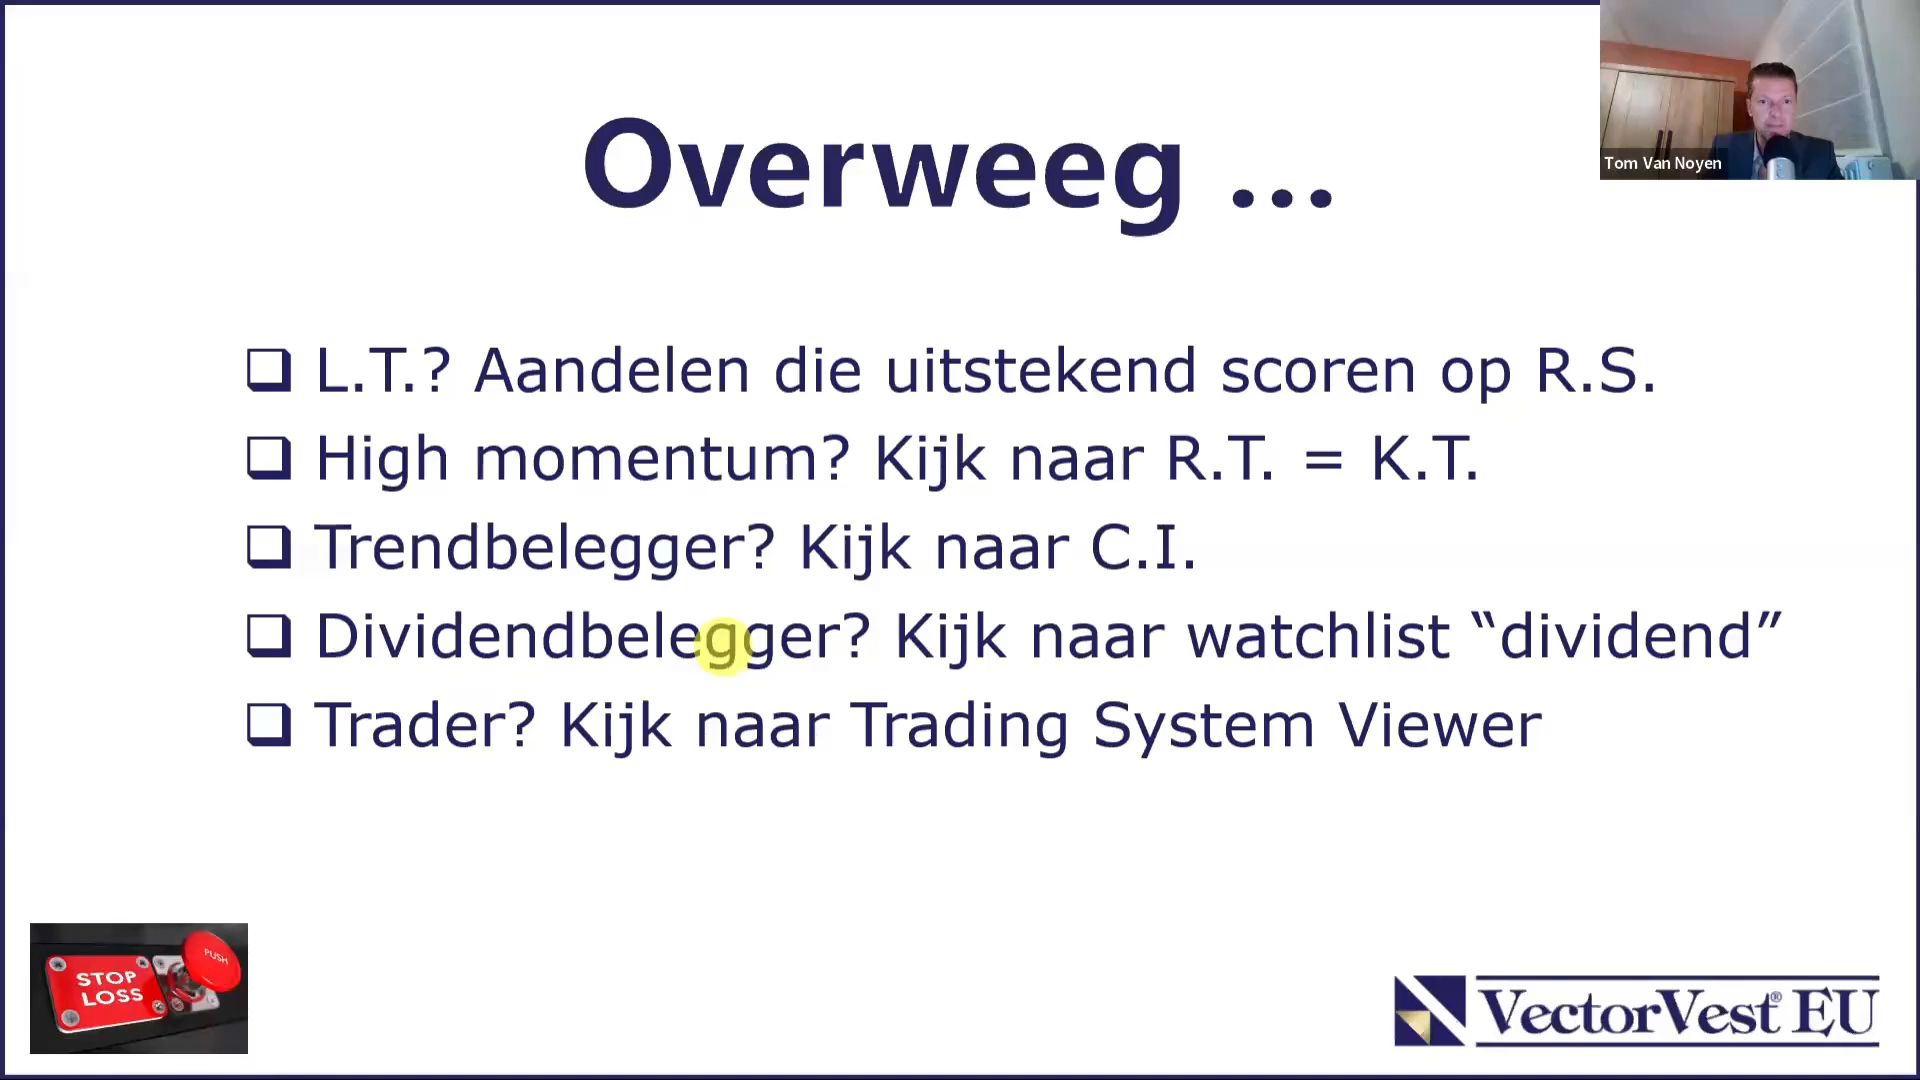 Overweeg ...
Tom Van Noyen
❑ L.T.? Aandelen die uitstekend scoren op R.S.
❑ High momentum? Kijk naar R.T. = K.T.
❑ Trendbelegger? Kijk naar C.I.
❑ Dividendbelegger? Kijk naar watchlist “dividend”
❑ Trader? Kijk naar Trading System Viewer
STOP
LOSS
PUSH
VectorVest® EU